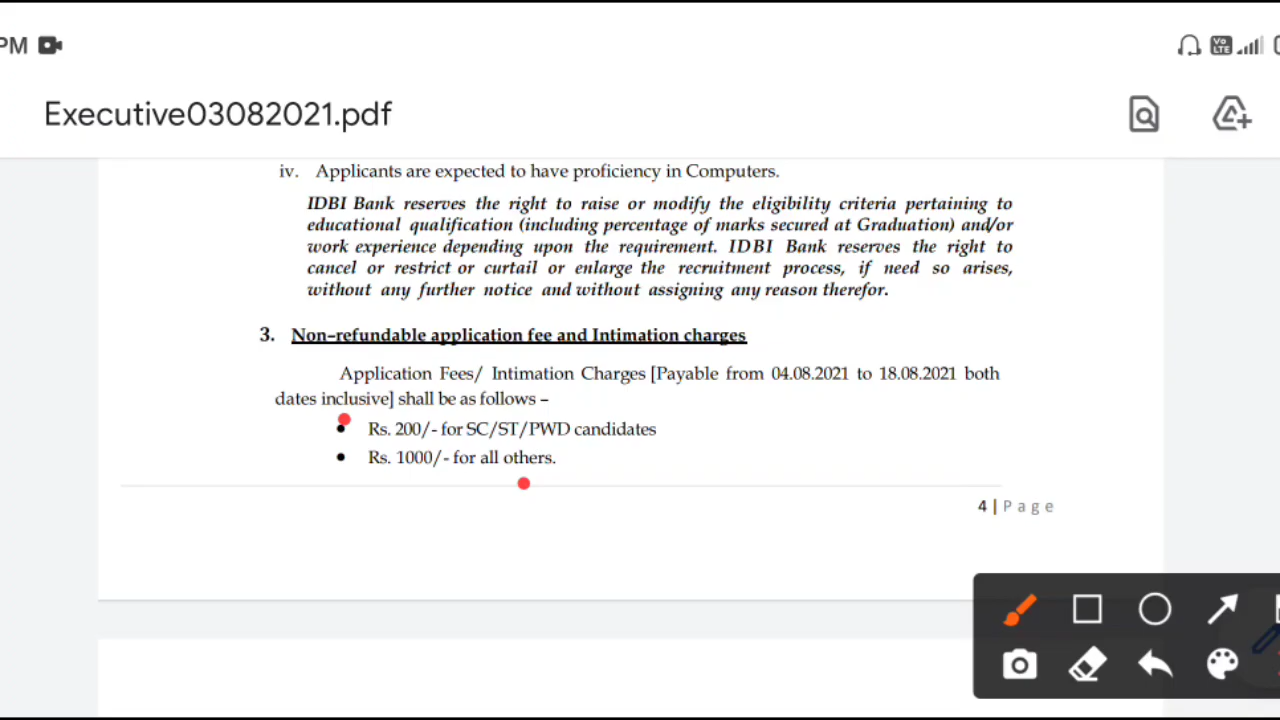 PM
Vo LTE
Executive03082021.pdf
iv. Applicants are expected to have proficiency in Computers.
IDBI Bank reserves the right to raise or modify the eligibility criteria pertaining to
educational qualification (including percentage of marks secured at Graduation) and/or
work experience depending upon the requirement. IDBI Bank reserves the right to
cancel or restrict or curtail or enlarge the recruitment process, if need so arises,
without any further notice and without assigning any reason therefor.
3. Non-refundable application fee and Intimation charges
Application Fees/ Intimation Charges [Payable from 04.08.2021 to 18.08.2021 both
dates inclusive] shall be as follows –
• Rs. 200/- for SC/ST/PWD candidates
• Rs. 1000/- for all others.
4 | Page